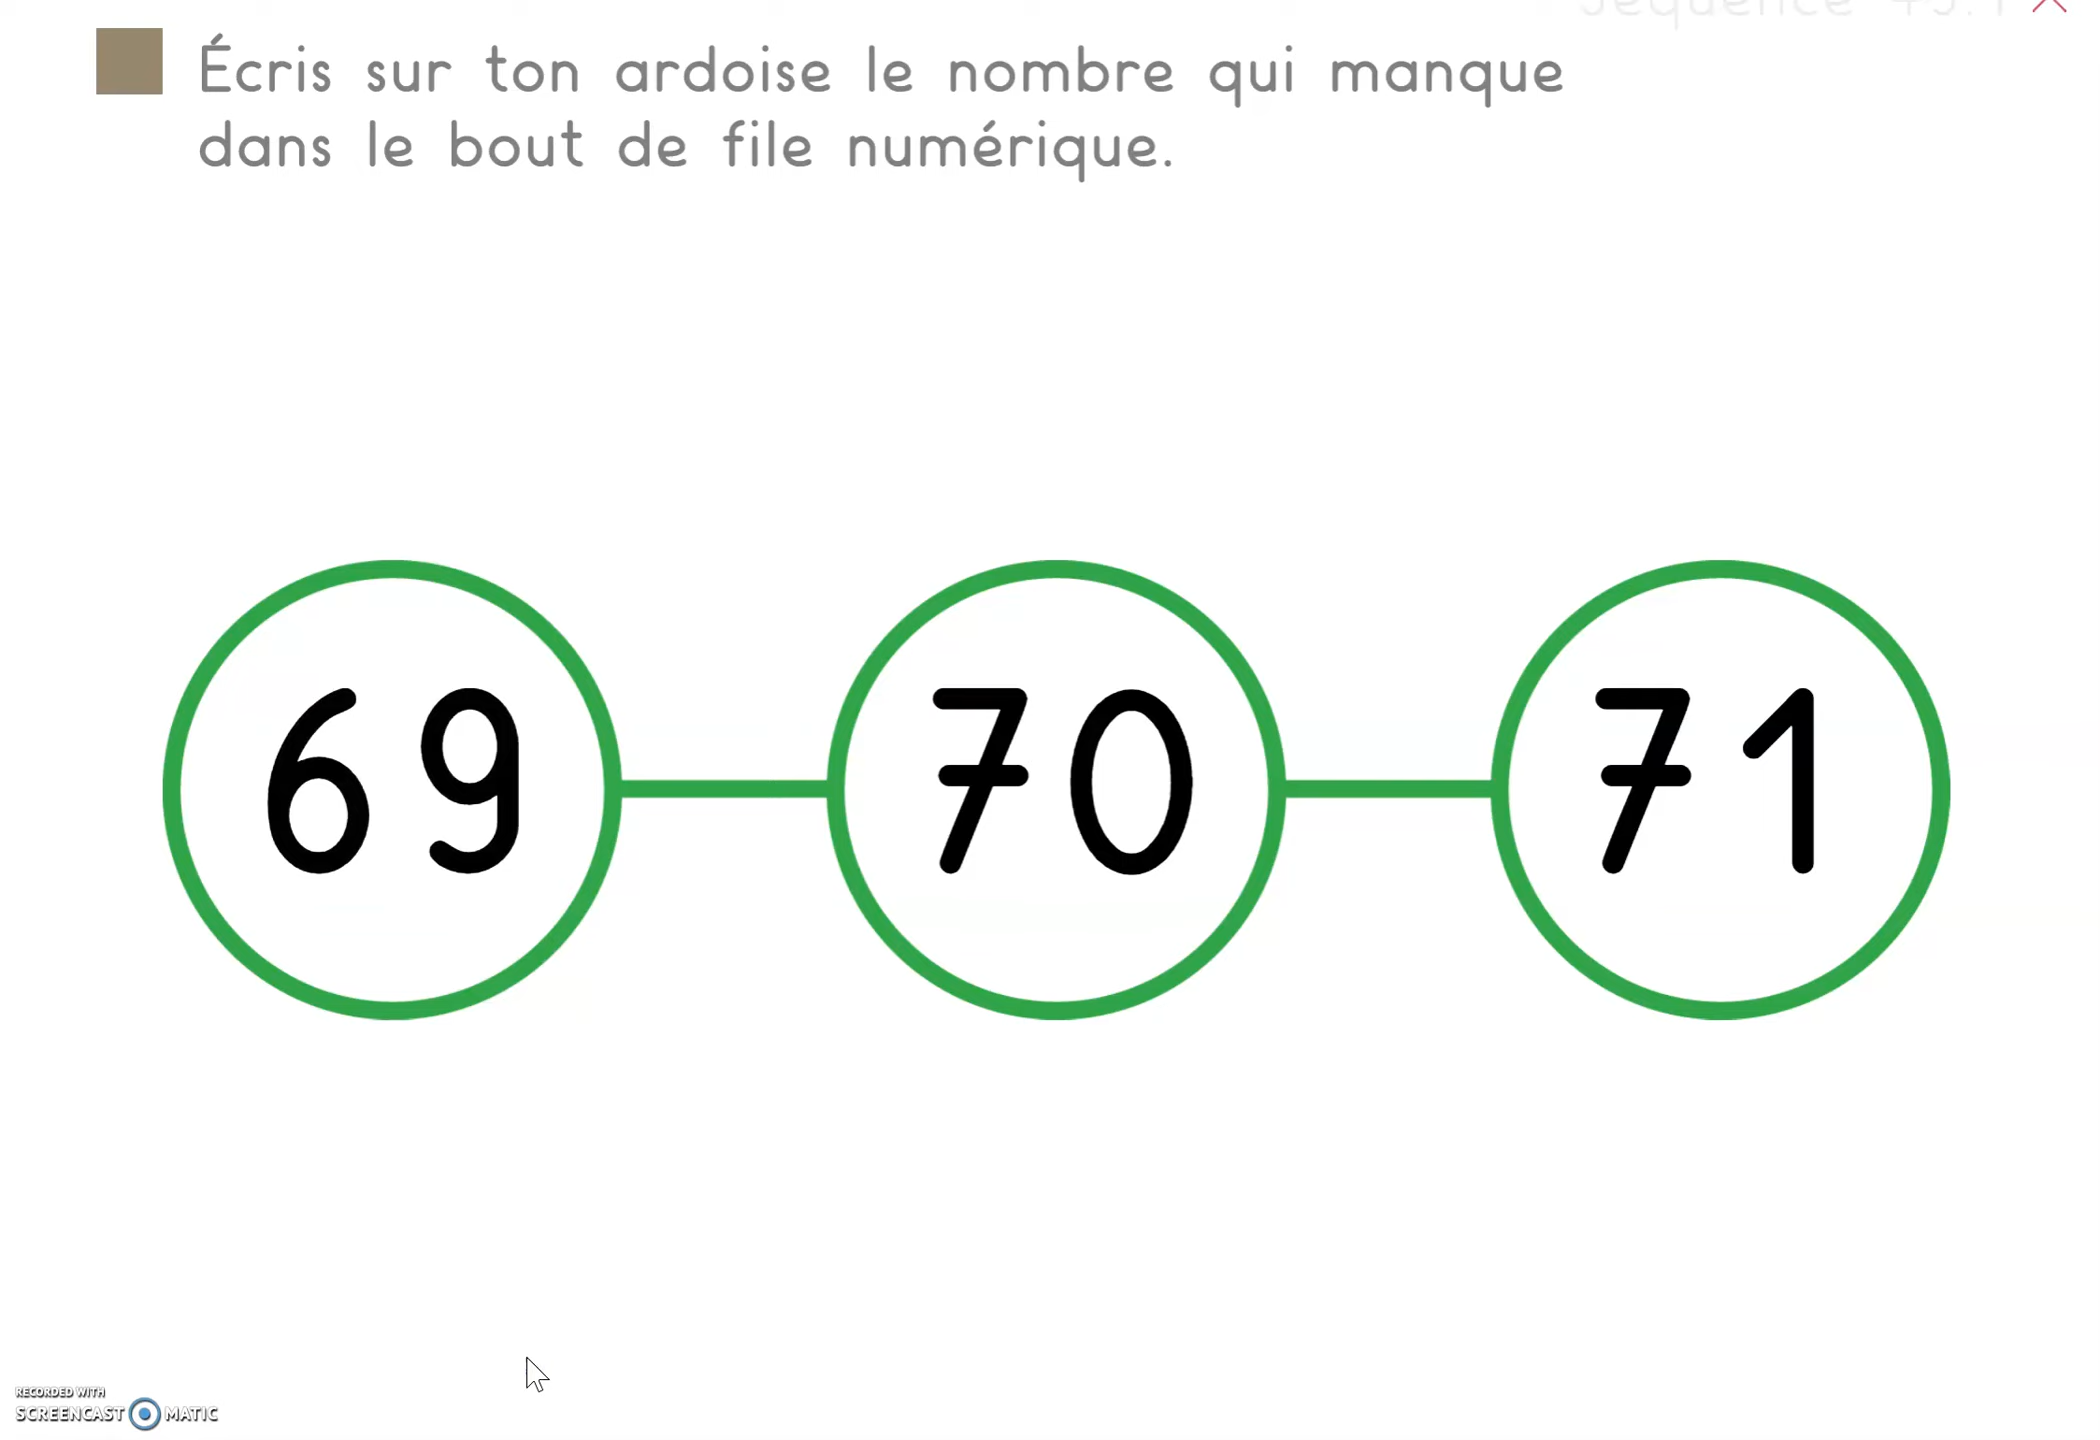 Écris sur ton ardoise le nombre qui manque
dans le bout de file numérique.
69 70 71
RECORDED WITH
SCREENCAST MATIC